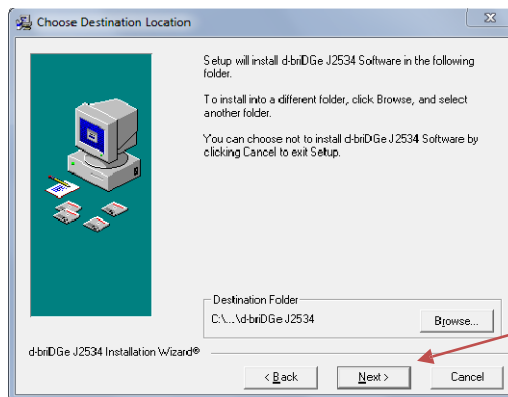 Choose Destination Location
Setup will install d-briDGe J2534 Software in the following
folder.
To install into a different folder, click Browse, and select
another folder.
You can choose not to install d-briDGe J2534 Software by
clicking Cancel to exit Setup.
Destination Folder
C:\...\d-briDGe J2534
Browse...
d-briDGe J2534 Installation Wizard®
< Back
Next >
Cancel